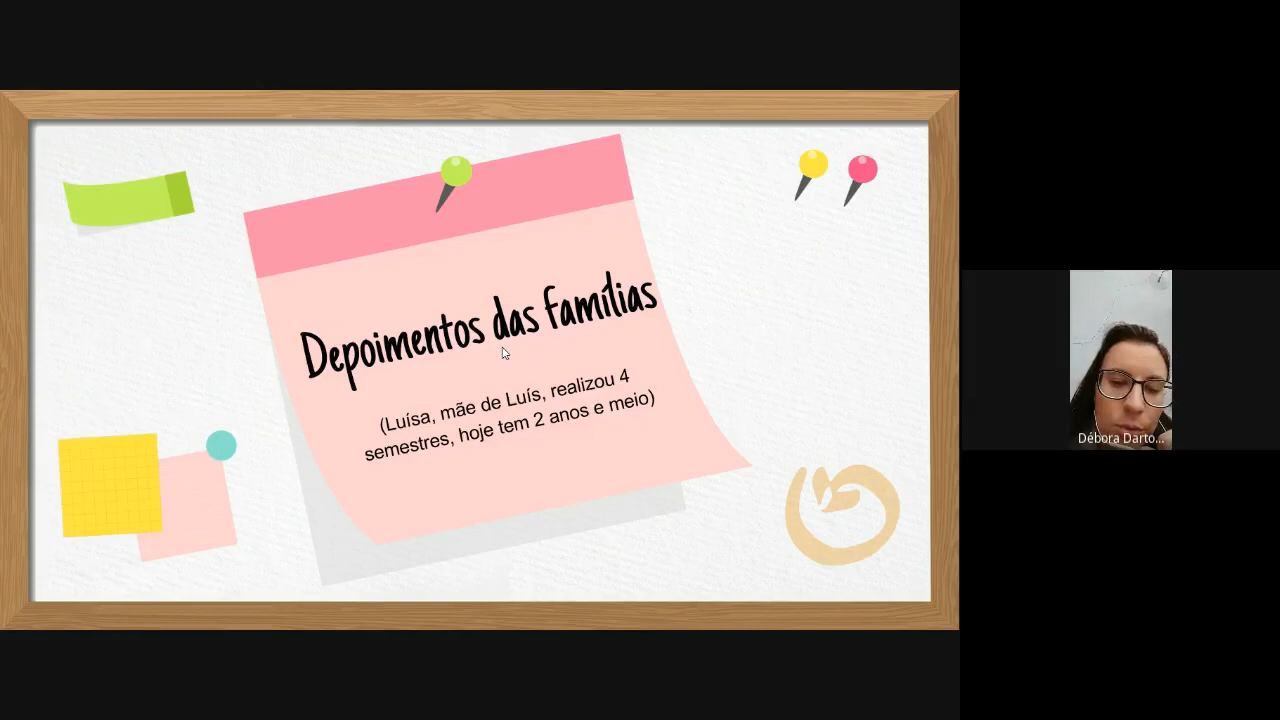 Depoimentos das famílias
(Luísa, mãe de Luís, realizou 4
semestres, hoje tem 2 anos e meio)
Débora Darto...